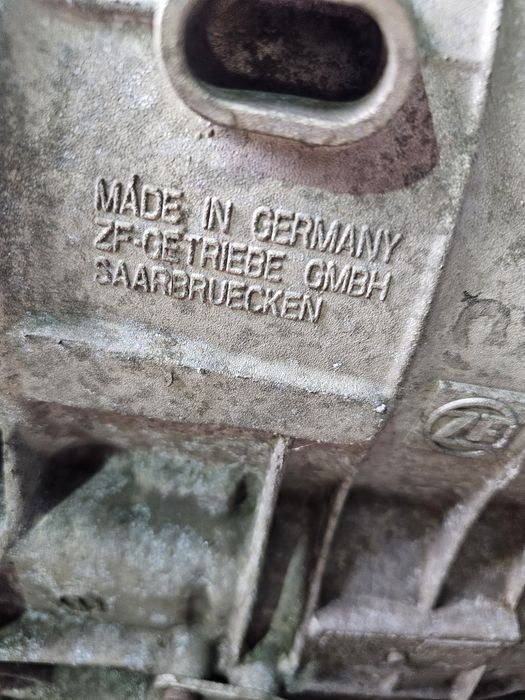 MADE IN GERMANY
ZF-GETRIEBE GMBH
SAARBRUECKEN
ZF